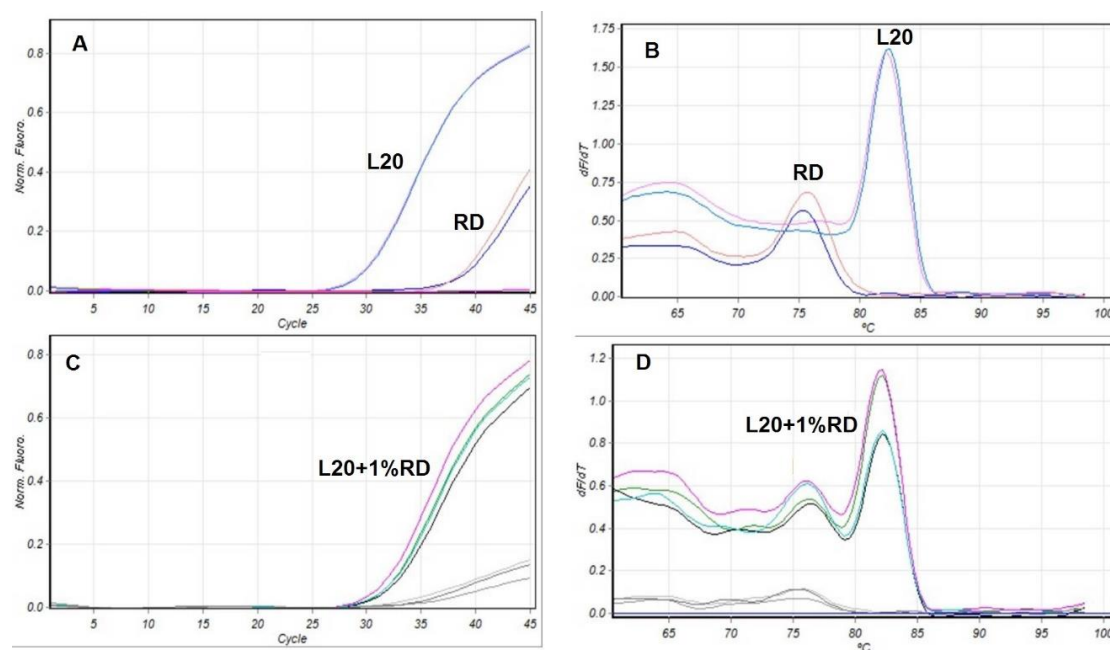 A
Norm. Fluoro.
0.8
0.6
0.4
0.2
0.0
L20
RD
5 10 15 20 25 30 35 40 45
Cycle
B
dF/dT
1.75
1.50
1.25
1.00
0.75
0.50
0.25
0.00
L20
RD
65 70 75 80 85 90 95 100
ºC
C
Norm. Fluoro.
0.8
0.6
0.4
0.2
0.0
L20+1%RD
5 10 15 20 25 30 35 40 45
Cycle
D
dF/dT
1.2
1.0
0.8
0.6
0.4
0.2
0.0
L20+1%RD
65 70 75 80 85 90 95 100
ºC